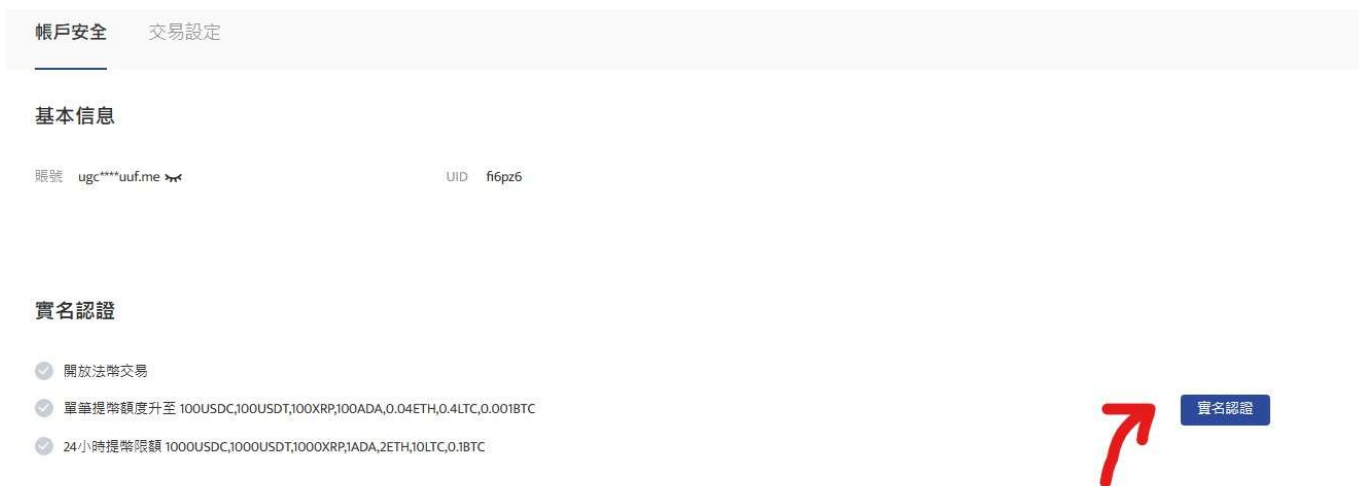 帳戶安全 交易設定
基本信息
賬號 ugc****uuf.me UID fi6pz6
實名認證
開放法幣交易
單筆提幣額度升至 100USDC,100USDT,100XRP,100ADA,0.04ETH,0.4LTC,0.001BTC
實名認證
24小時提幣限額 1000USDC,1000USDT,1000XRP,1ADA,2ETH,10LTC,0.1BTC